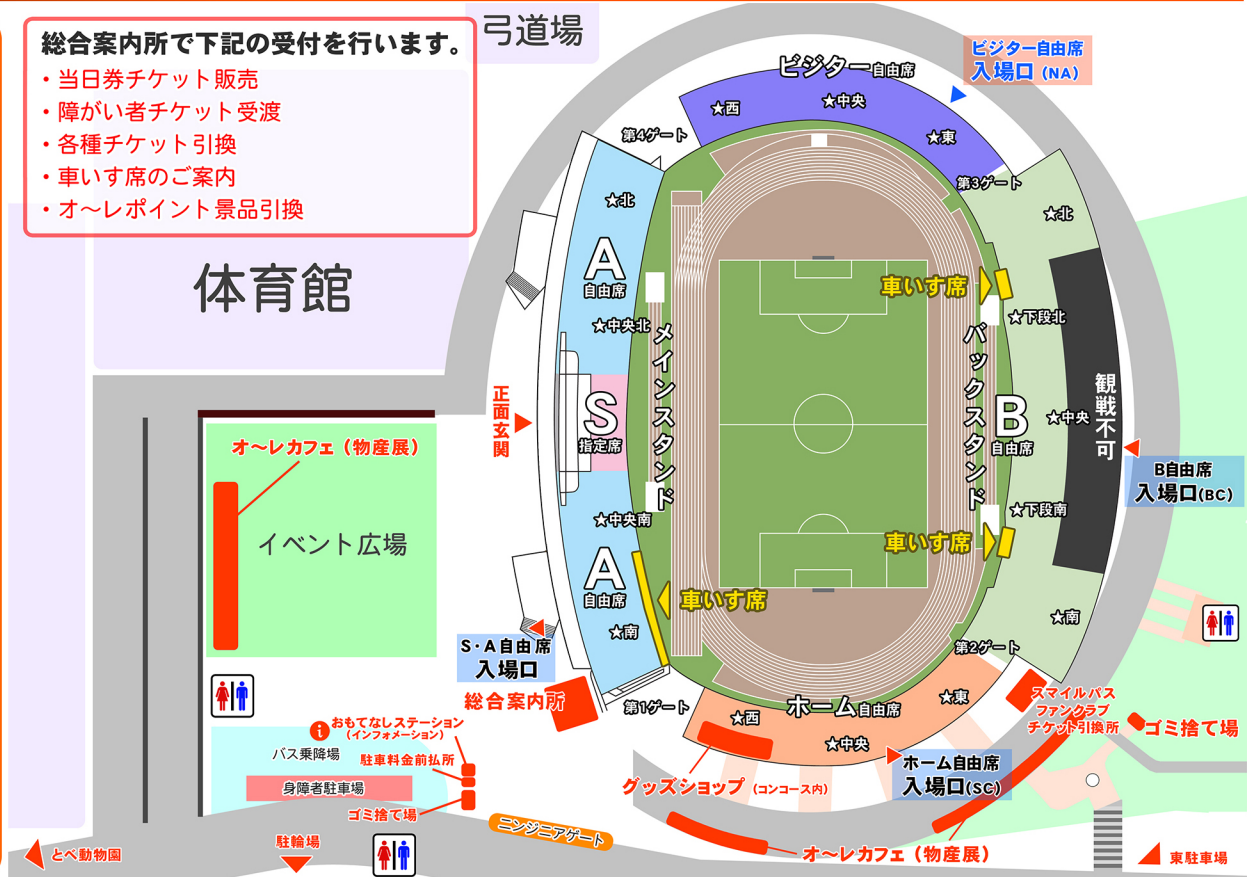 総合案内所で下記の受付を行います。
・当日券チケット販売
・障がい者チケット受渡
・各種チケット引換
・車いす席のご案内
・オ～レポイント景品引換
弓道場
体育館
ビジター自由席
★西
★中央
★東
ビジター自由席
入場口(NA)
第4ゲート
第3ゲート
★北
A
自由席
★中央北
メインスタンド
S
指定席
正面玄関
★中央南
A
自由席
★南
車いす席
S・A自由席
入場口
総合案内所
第1ゲート
★北
車いす席
★下段北
バックスタンド
B
自由席
★中央
観戦不可
B自由席
入場口(BC)
★下段南
車いす席
★南
第2ゲート
ホーム自由席
★西
★中央
★東
ホーム自由席
入場口(SC)
グッズショップ(コンコース内)
スマイルパス
ファンクラブ
チケット引換所
ゴミ捨て場
オ～レカフェ(物産展)
東駐車場
オ～レカフェ(物産展)
イベント広場
i
おもてなしステーション
(インフォメーション)
バス乗降場
駐車料金前払所
身障者駐車場
ゴミ捨て場
ニンジニアゲート
駐輪場
とべ動物園